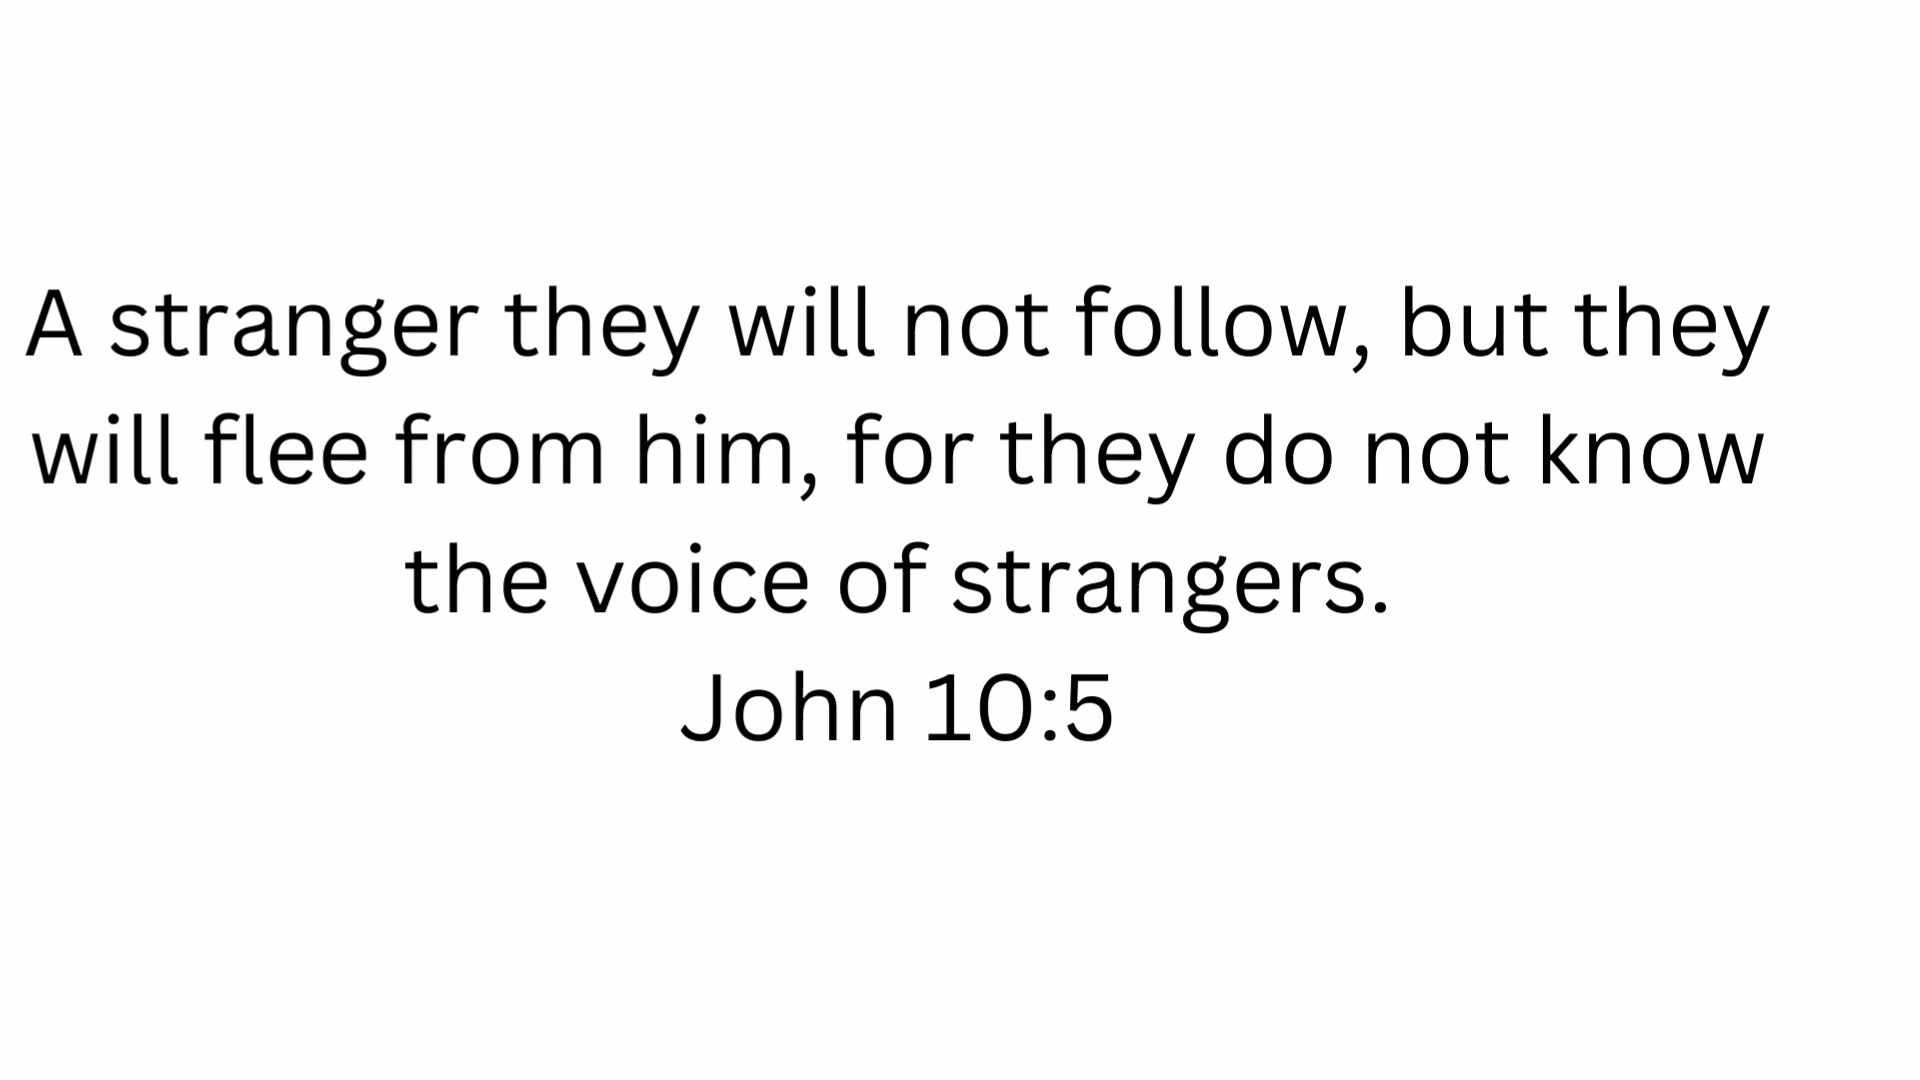 A stranger they will not follow, but they
will flee from him, for they do not know
the voice of strangers.
John 10:5